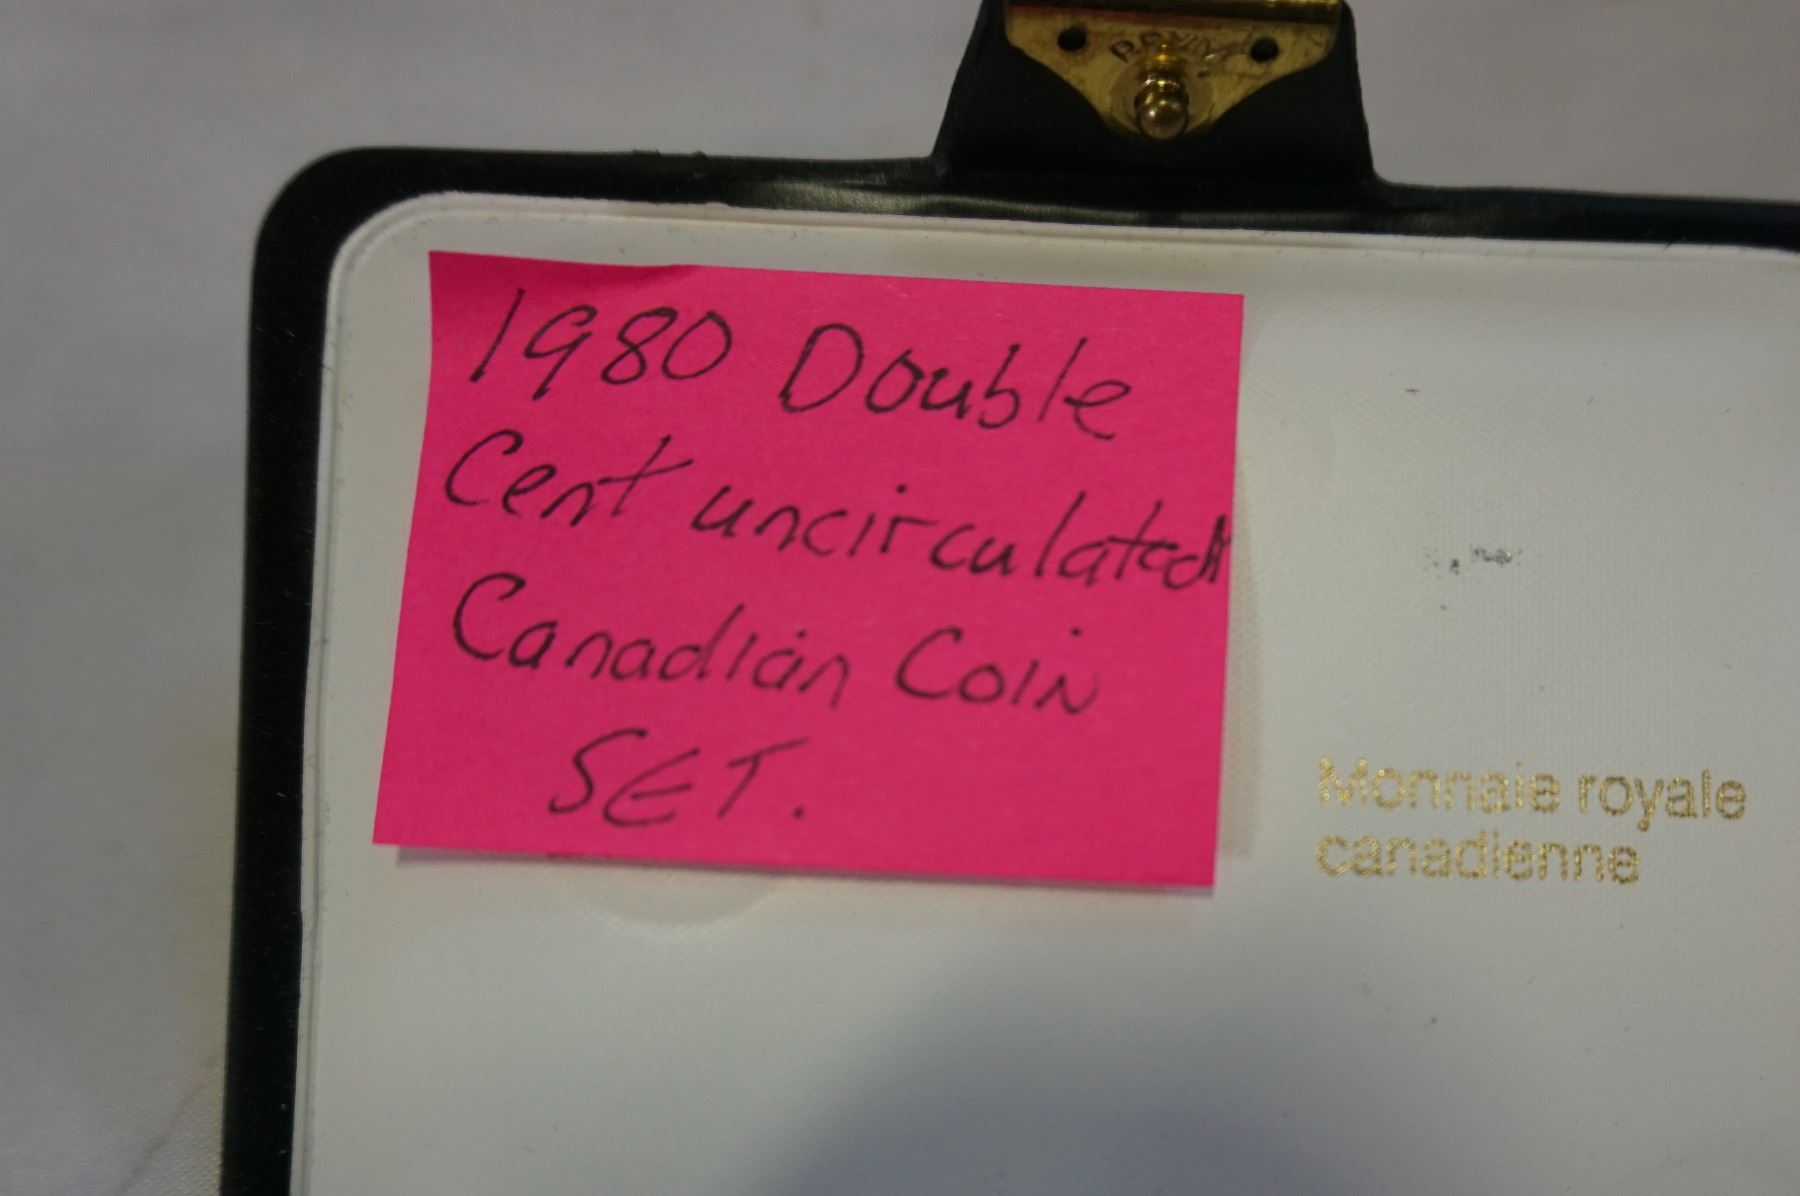 1980 Double
Cent uncirculated
Canadian Coin
SET.
Monnaie royale
canadienne